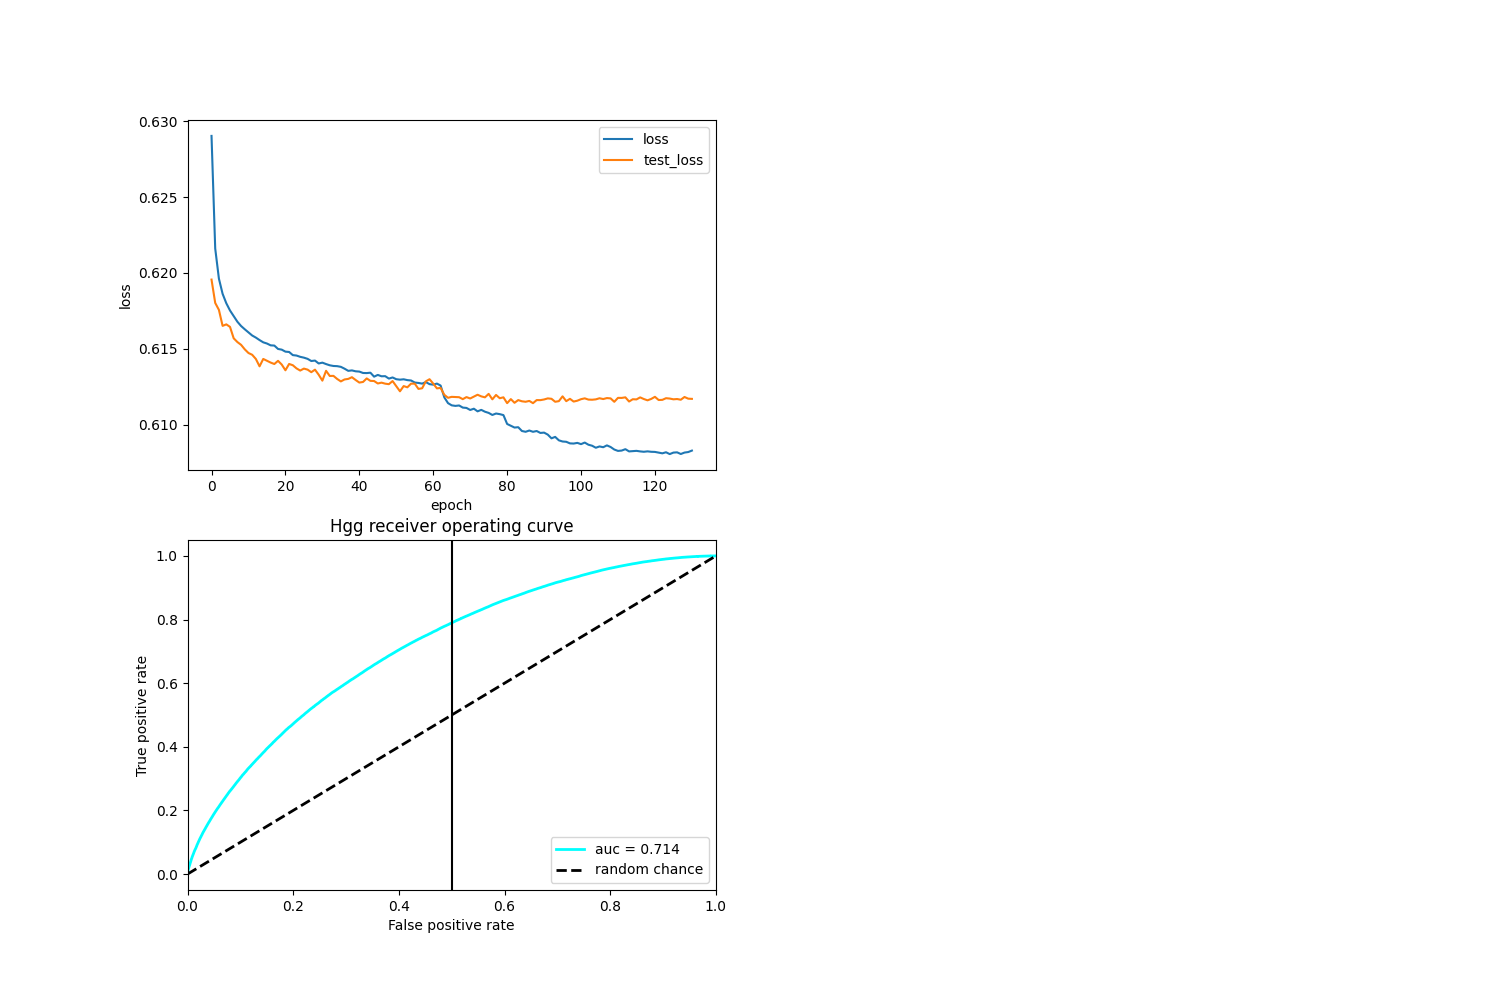 0.630
0.625
0.620
0.615
0.610
loss
loss
test_loss
0 20 40 60 80 100 120
epoch
Hgg receiver operating curve
1.0
0.8
0.6
0.4
0.2
0.0
True positive rate
auc = 0.714
random chance
0.0 0.2 0.4 0.6 0.8 1.0
False positive rate